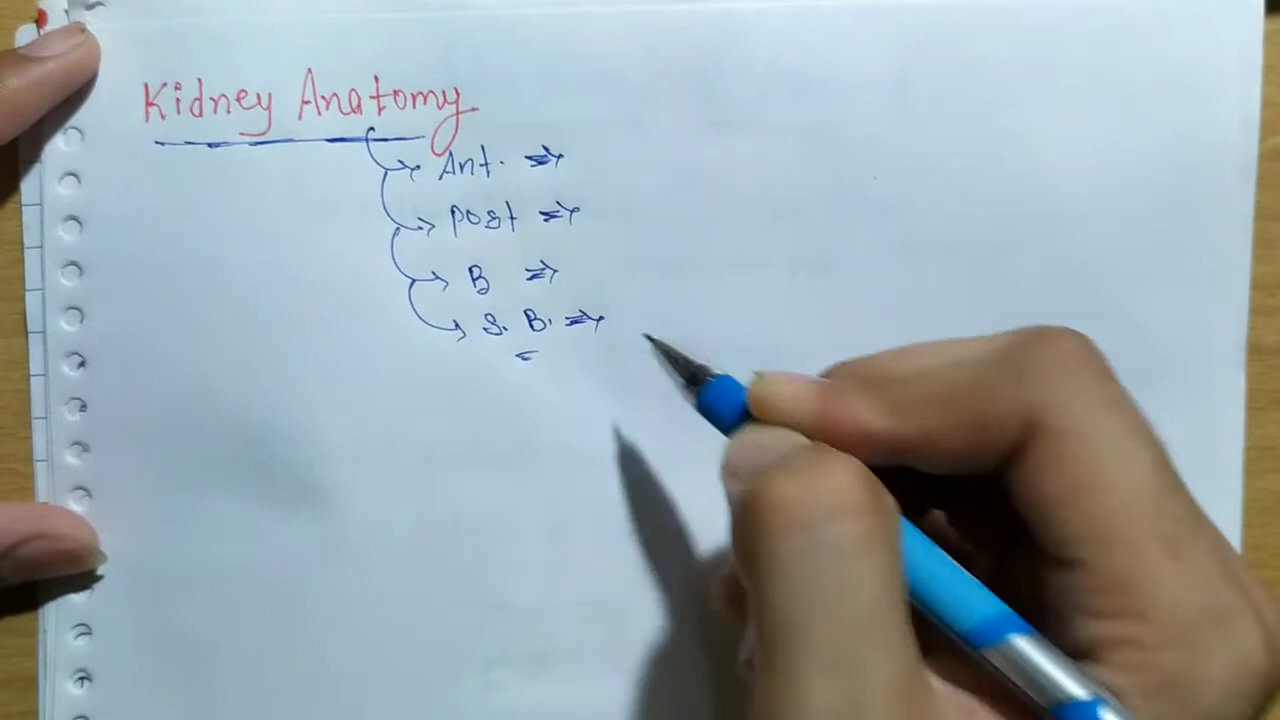 Kidney Anatomy
Ant. ⇒
Post ⇒
B ⇒
S. B. ⇒